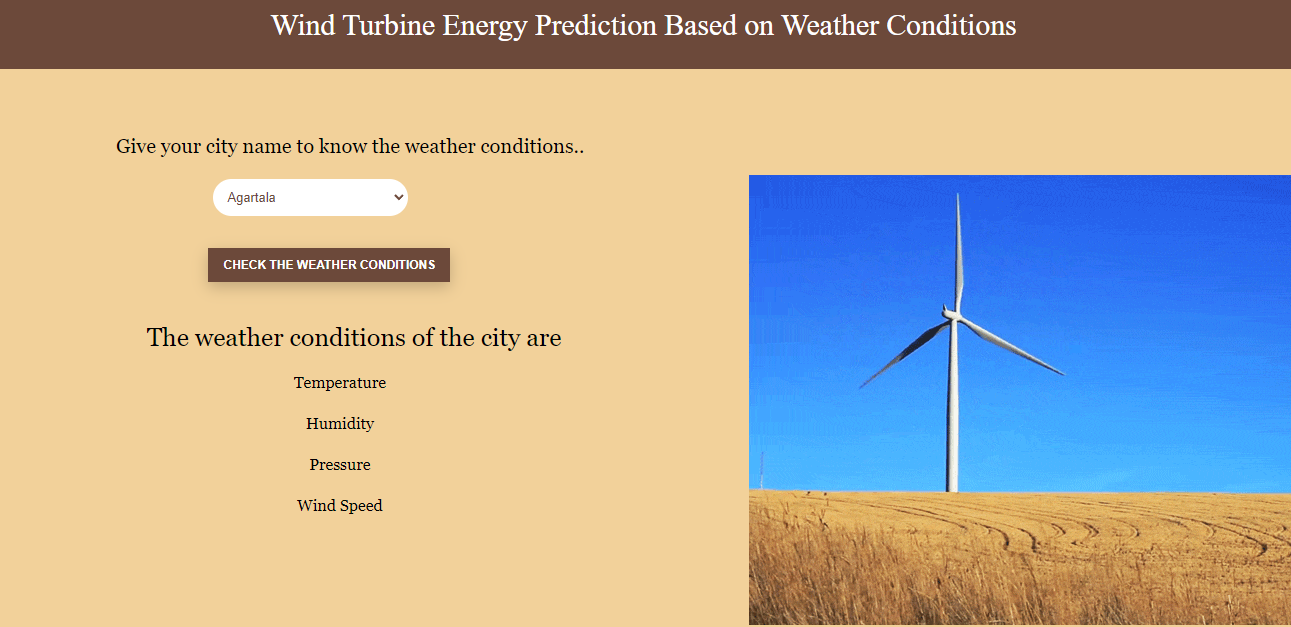 Wind Turbine Energy Prediction Based on Weather Conditions
Give your city name to know the weather conditions..
Agartala
CHECK THE WEATHER CONDITIONS
The weather conditions of the city are
Temperature
Humidity
Pressure
Wind Speed